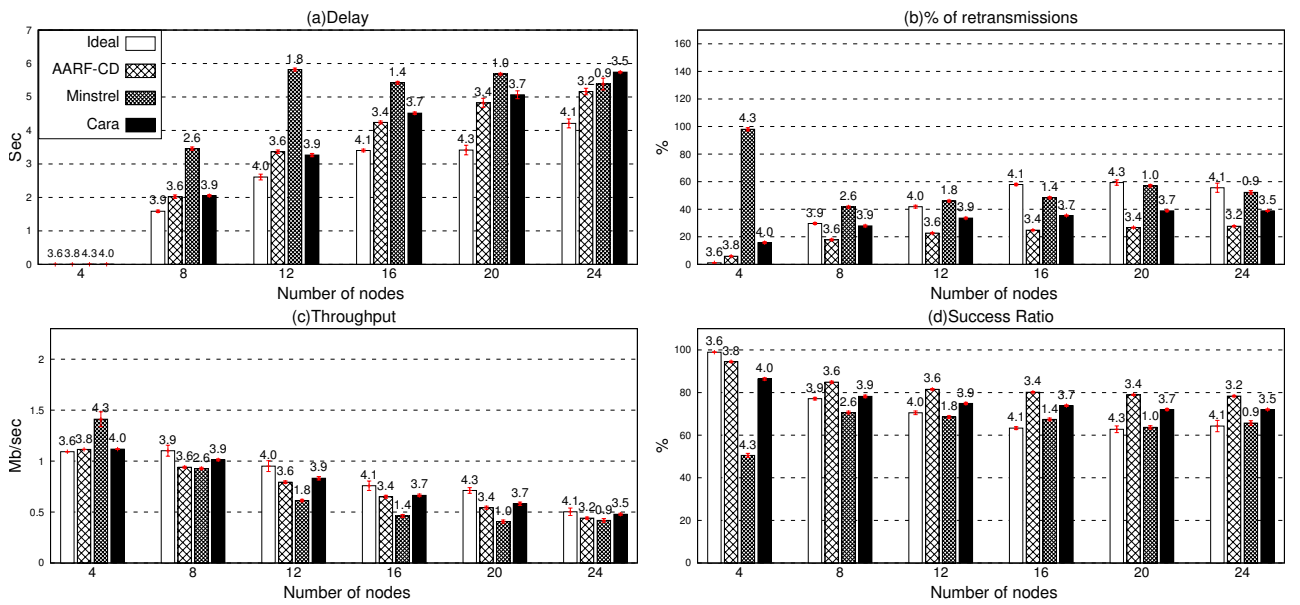 (a)Delay
7
6
5
4
3
2
1
0
Sec
Ideal
AARF-CD
Minstrel
Cara
3.6 3.8 4.3 4.0
3.9 3.6 2.6 3.9
4.0 3.6 1.8 3.9
4.1 3.4 1.4 3.7
4.3 3.4 1.0 3.7
4.1 3.2 0.9 3.5
4 8 12 16 20 24
Number of nodes
(b)% of retransmissions
160
140
120
100
80
60
40
20
0
%
3.6 3.8 4.3 4.0
3.9 3.6 2.6 3.9
4.0 3.6 1.8 3.9
4.1 3.4 1.4 3.7
4.3 3.4 1.0 3.7
4.1 3.2 0.9 3.5
4 8 12 16 20 24
Number of nodes
(c)Throughput
2
1.5
1
0.5
0
Mb/sec
3.6 3.8 4.3 4.0
3.9 3.6 2.6 3.9
4.0 3.6 1.8 3.9
4.1 3.4 1.4 3.7
4.3 3.4 1.0 3.7
4.1 3.2 0.9 3.5
4 8 12 16 20 24
Number of nodes
(d)Success Ratio
100
80
60
40
20
0
%
3.6 3.8 4.3 4.0
3.9 3.6 2.6 3.9
4.0 3.6 1.8 3.9
4.1 3.4 1.4 3.7
4.3 3.4 1.0 3.7
4.1 3.2 0.9 3.5
4 8 12 16 20 24
Number of nodes